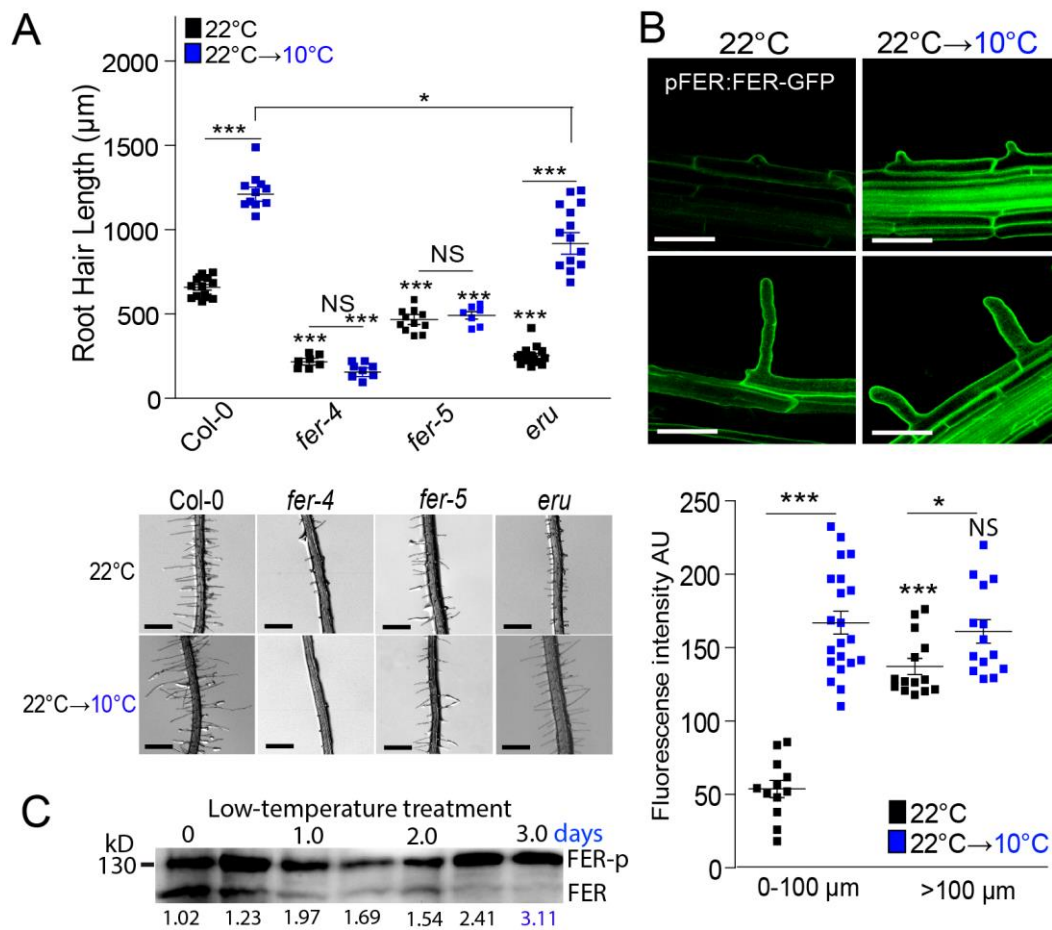 A
22°C
22°C→10°C
Root Hair Length (µm)
2000
1500
1000
500
0
***
*
***
NS
***
***
NS
***
***
***
Col-0
fer-4
fer-5
eru
Col-0
fer-4
fer-5
eru
22°C
22°C→10°C
B
22°C
22°C→10°C
pFER:FER-GFP
Fluorescense intensity AU
250
200
150
100
50
0
***
*
NS
***
22°C
22°C→10°C
0-100 µm
>100 µm
C
Low-temperature treatment
0 1.0 2.0 3.0 days
kD
130
FER-p
FER
1.02 1.23 1.97 1.69 1.54 2.41 3.11